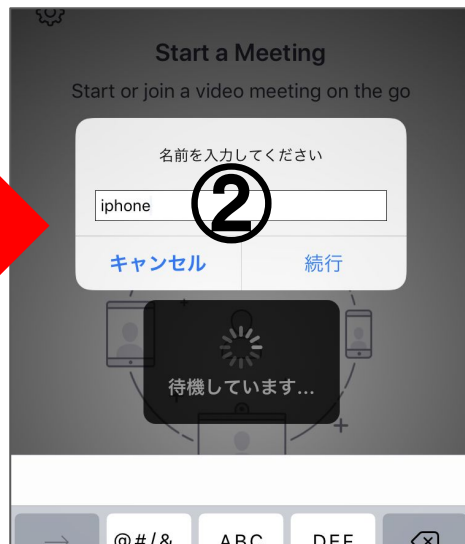 Start a Meeting
Start or join a video meeting on the go
名前を入力してください
iphone
②
キャンセル
続行
待機しています...
→
@#/&
ABC
DEF